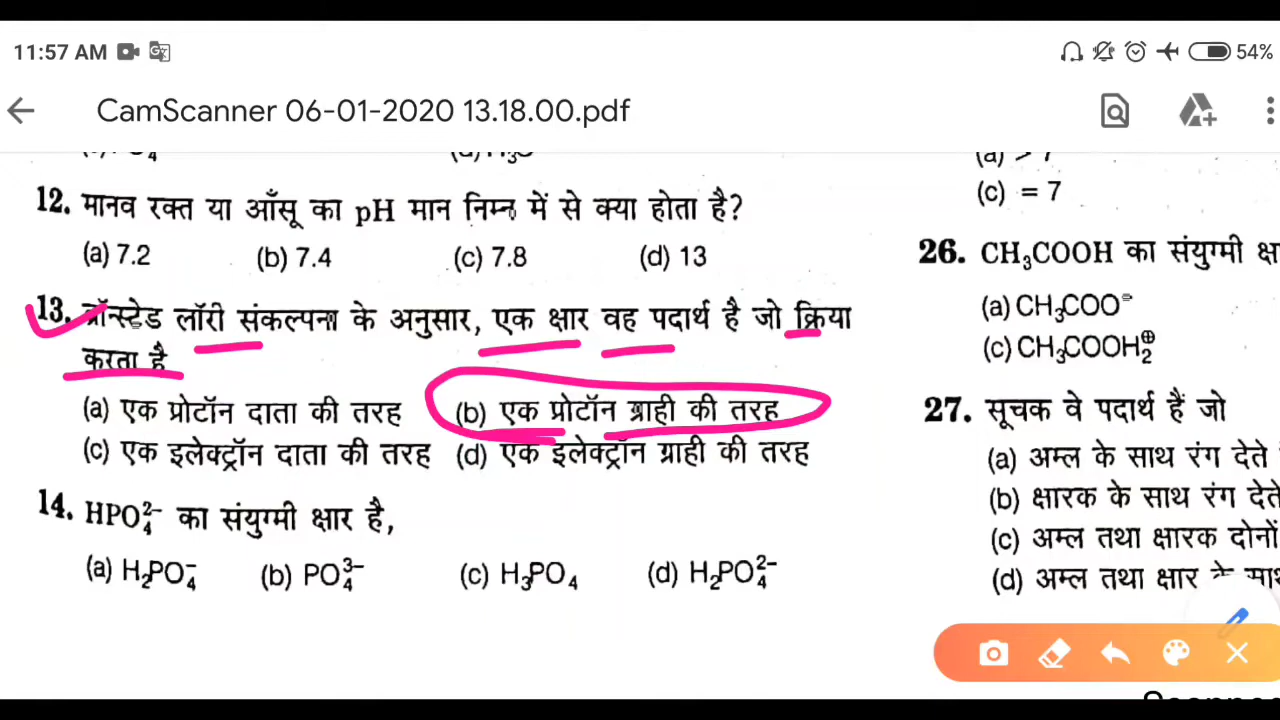 11:57 AM
54%
CamScanner 06-01-2020 13.18.00.pdf
12. मानव रक्त या आँसू का pH मान निम्न में से क्या होता है?
(a) 7.2 (b) 7.4 (c) 7.8 (d) 13
13. ब्रॉन्स्टेड लॉरी संकल्पना के अनुसार, एक क्षार वह पदार्थ है जो क्रिया
करता है
(a) एक प्रोटॉन दाता की तरह (b) एक प्रोटॉन ग्राही की तरह
(c) एक इलेक्ट्रॉन दाता की तरह (d) एक इलेक्ट्रॉन ग्राही की तरह
14. HPO₄²⁻ का संयुग्मी क्षार है,
(a) H₂PO₄⁻ (b) PO₄³⁻ (c) H₃PO₄ (d) H₂PO₄²⁻
(a) > 7
(c) = 7
26. CH₃COOH का संयुग्मी
(a) CH₃COO⁻
(c) CH₃COOH₂⊕
27. सूचक वे पदार्थ हैं जो
(a) अम्ल के साथ रंग देते
(b) क्षारक के साथ रंग देते
(c) अम्ल तथा क्षारक दोनों
(d) अम्ल तथा क्षार के